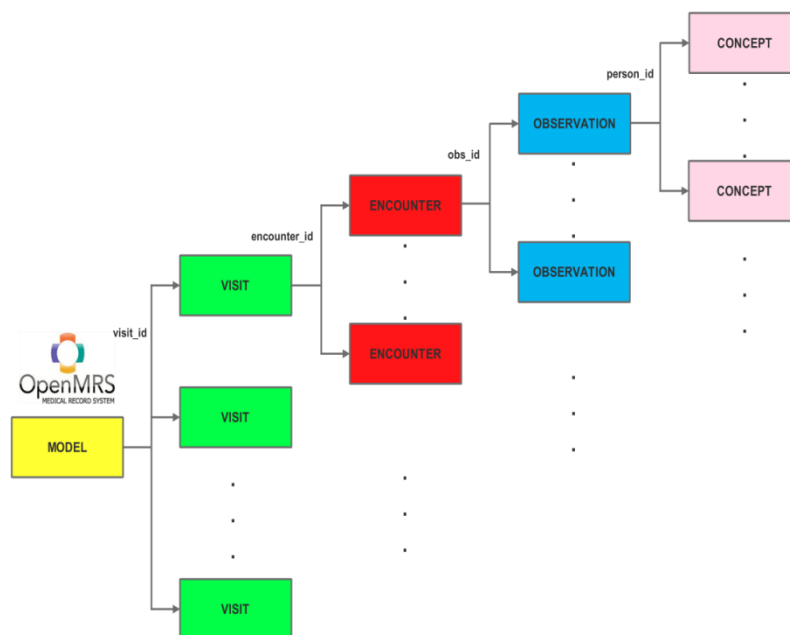 CONCEPT
person_id
OBSERVATION
obs_id
CONCEPT
ENCOUNTER
encounter_id
OBSERVATION
VISIT
visit_id
ENCOUNTER
OpenMRS
MEDICAL RECORD SYSTEM
VISIT
MODEL
VISIT